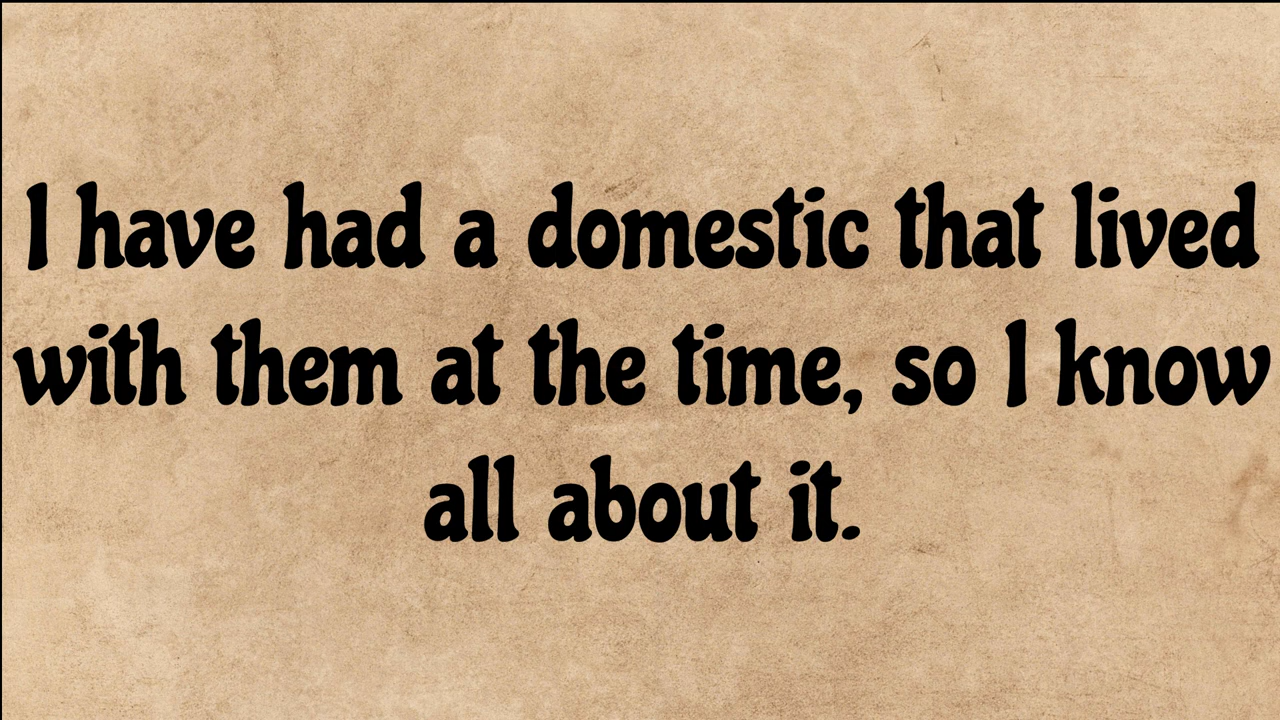 I have had a domestic that lived
with them at the time, so I know
all about it.